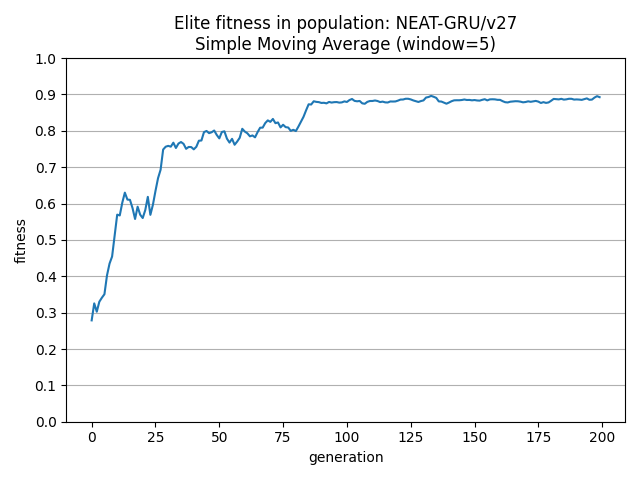 Elite fitness in population: NEAT-GRU/v27
Simple Moving Average (window=5)
1.0
0.9
0.8
0.7
0.6
0.5
0.4
0.3
0.2
0.1
0.0
fitness
0 25 50 75 100 125 150 175 200
generation